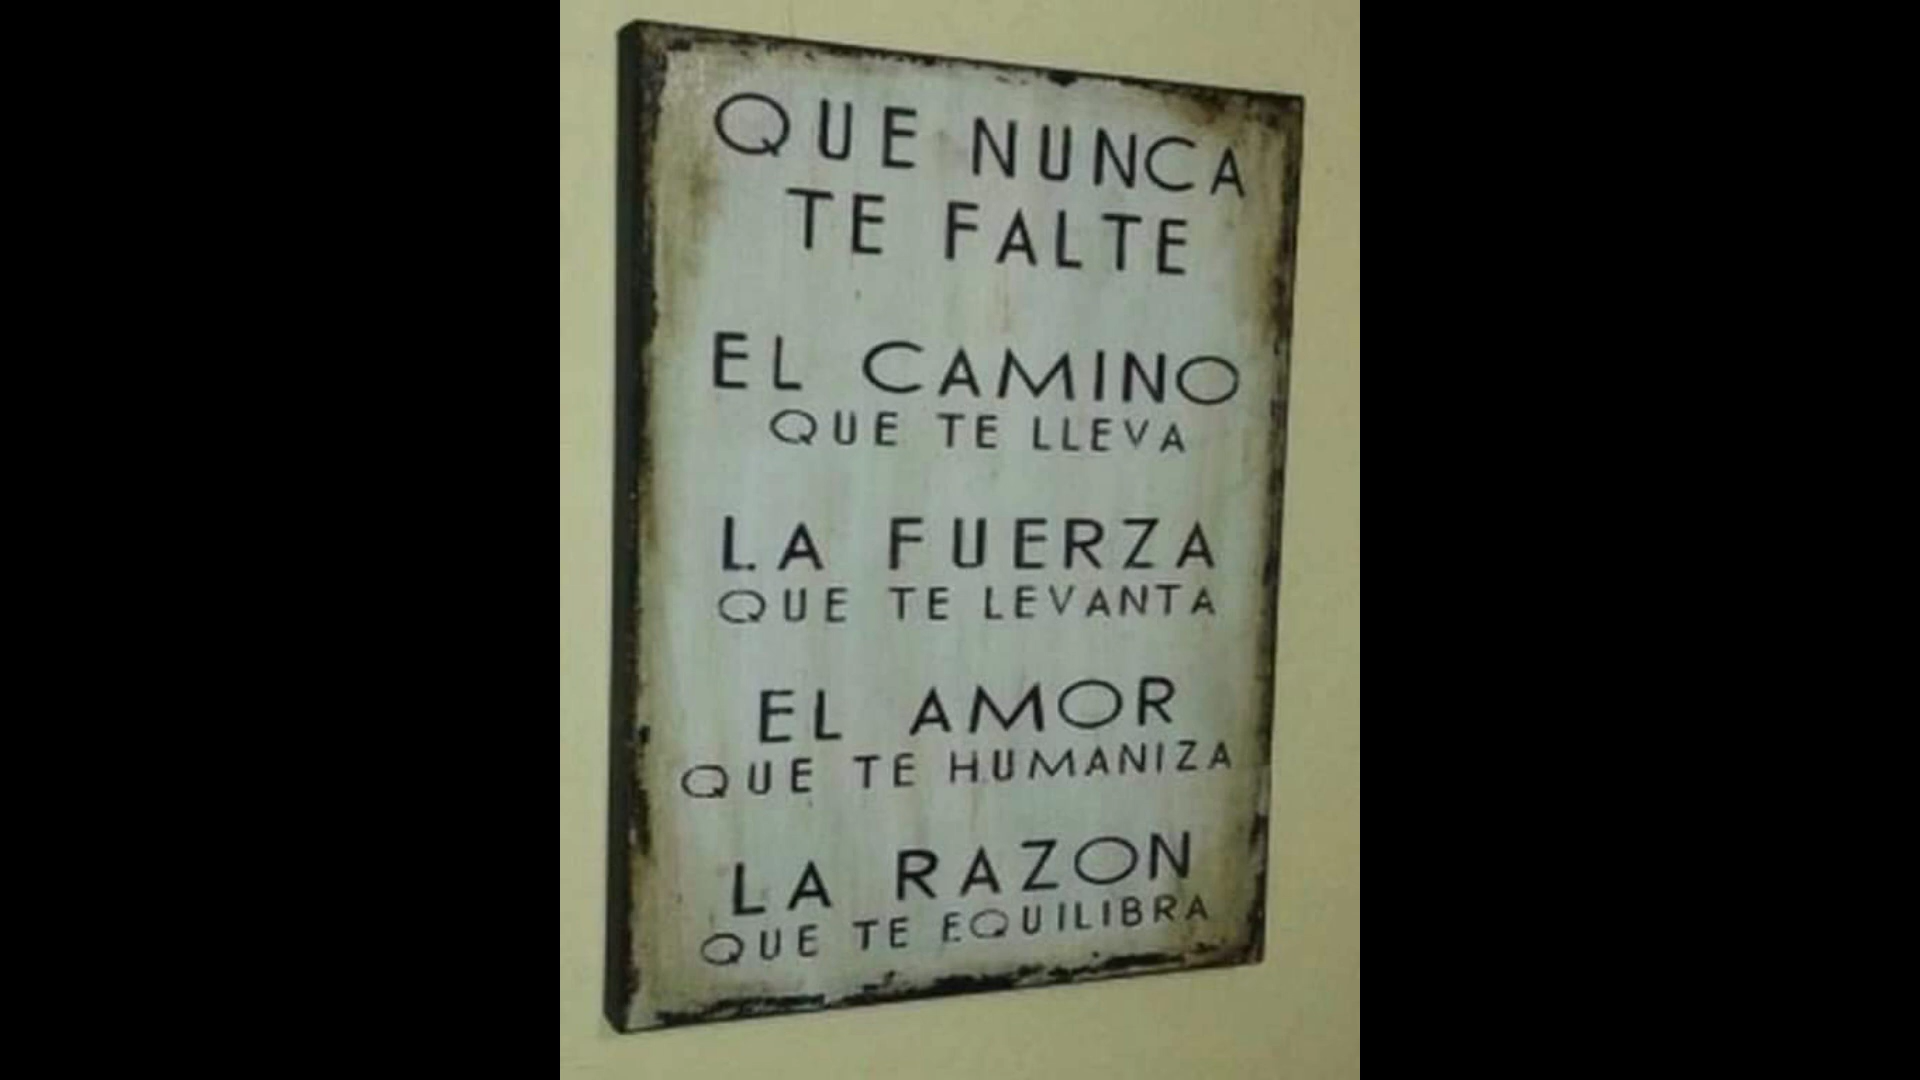 QUE NUNCA
TE FALTE
EL CAMINO
QUE TE LLEVA
LA FUERZA
QUE TE LEVANTA
EL AMOR
QUE TE HUMANIZA
LA RAZON
QUE TE EQUILIBRA